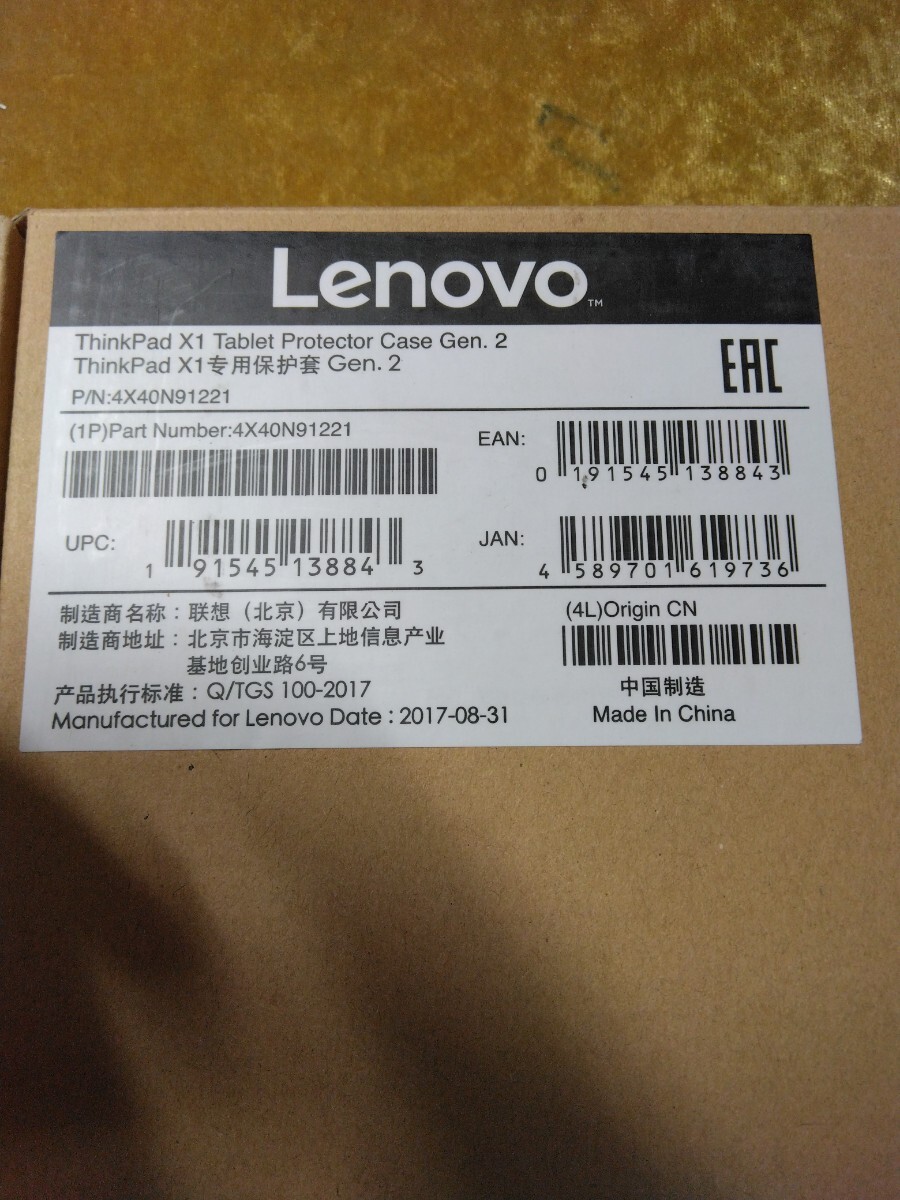 Lenovo™
ThinkPad X1 Tablet Protector Case Gen. 2
ThinkPad X1专用保护套 Gen. 2
P/N:4X40N91221
EAC
(1P)Part Number:4X40N91221
EAN:
0 191545 138843
UPC:
1 91545 13884 3
JAN:
4 589701 619736
制造商名称：联想（北京）有限公司
制造商地址：北京市海淀区上地信息产业
基地创业路6号
产品执行标准：Q/TGS 100-2017
Manufactured for Lenovo Date : 2017-08-31
(4L)Origin CN
中国制造
Made In China